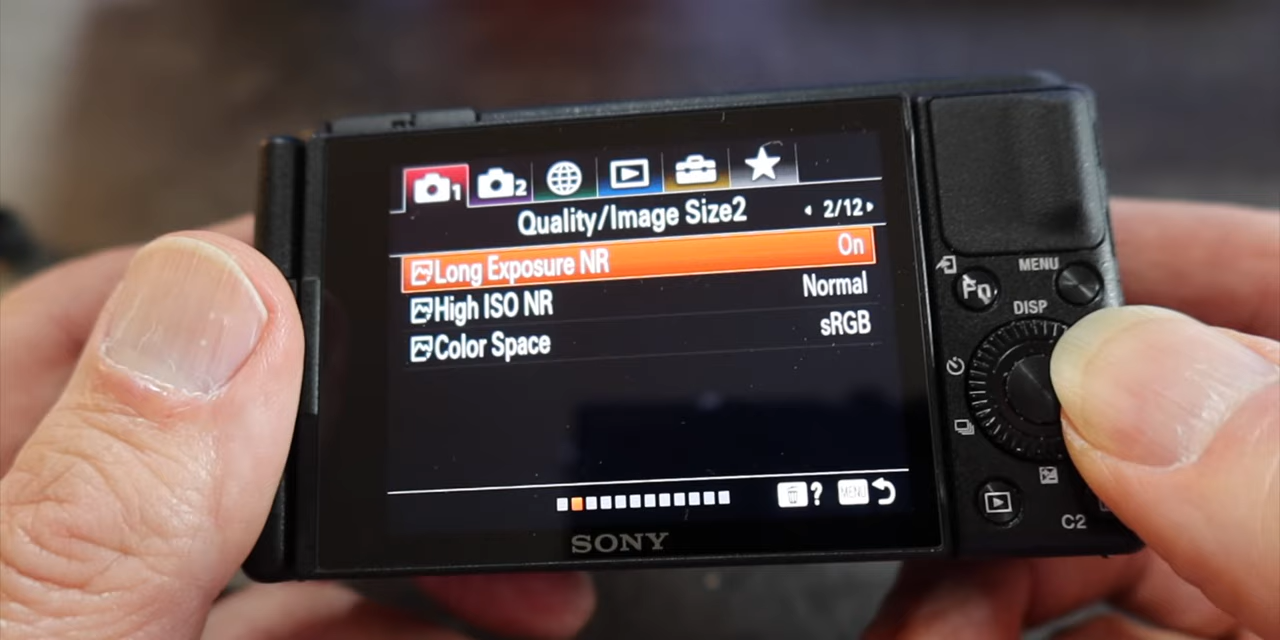 1 2
Quality/Image Size2 2/12
Long Exposure NR On
High ISO NR Normal
Color Space sRGB
? MENU
SONY
MENU
Fn
DISP
C2